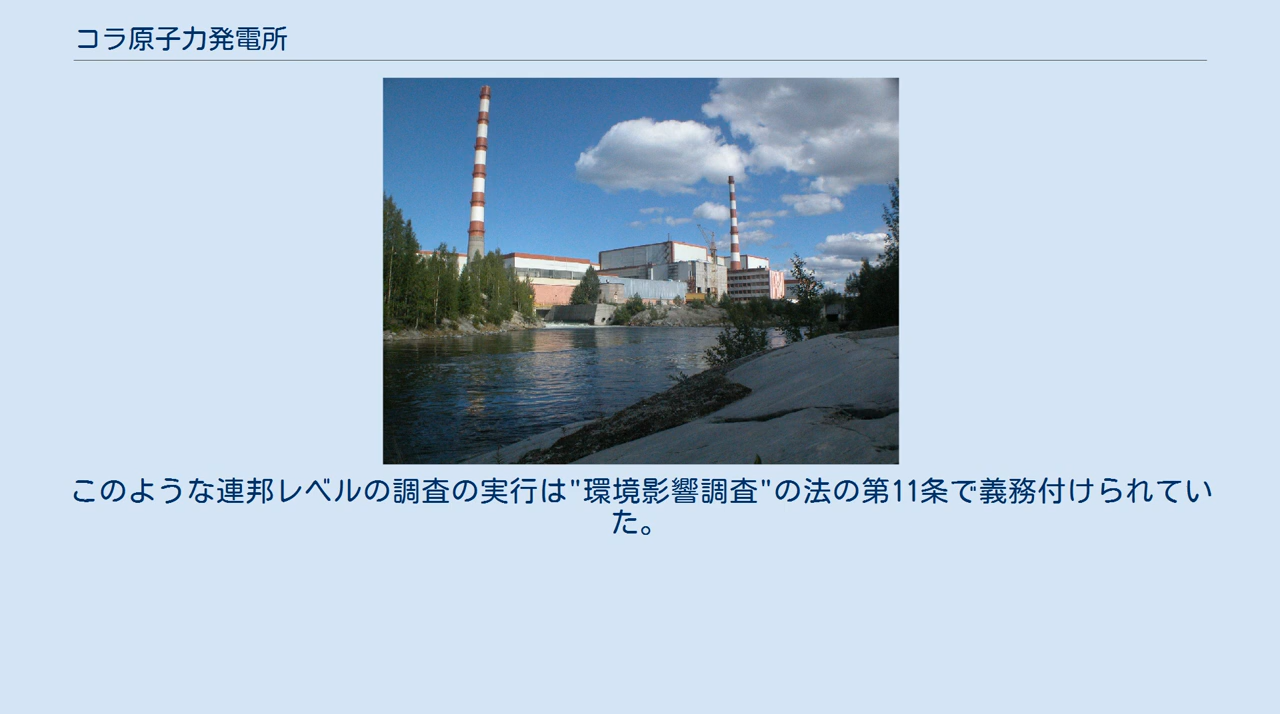 コラ原子力発電所
このような連邦レベルの調査の実行は"環境影響調査"の法の第11条で義務付けられてい
た。